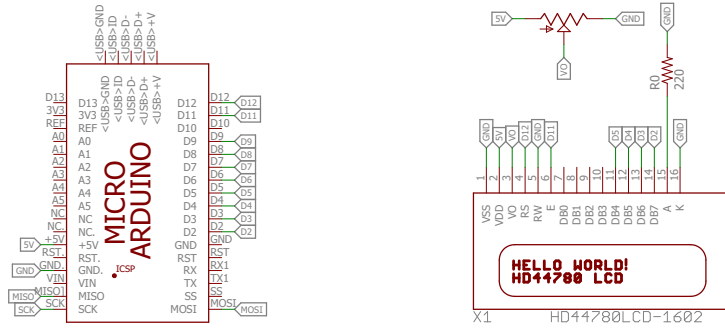 <USB>GND
<USB>ID
<USB>D-
<USB>D+
<USB>+V
<USB>GND
<USB>ID
<USB>D-
<USB>D+
<USB>+V
D13 D13 D12 D12 D12
3V3 3V3 D11 D11 D11
REF REF D10 D10
A0 A0 D9 D9 D9
A1 A1 D8 D8 D8
A2 A2 D7 D7 D7
A3 A3 D6 D6 D6
A4 A4 D5 D5 D5
A5 A5 D4 D4 D4
NC NC. D3 D3 D3
NC. NC. D2 D2 D2
5V +5V +5V GND GND
RST. RST. RST RST
GND GND. GND. RX RX1
VIN VIN TX TX1
MISO MISO1 MISO SS SS
SCK SCK SCK MOSI MOSI MOSI
MICRO
ARDUINO
ICSP
5V GND
VO
GND
R0 220
GND 5V VO D12 GND D11 D5 D4 D3 D2 GND
1 2 3 4 5 6 7 8 9 10 11 12 13 14 15 16
VSS VDD VO RS RW E DB0 DB1 DB2 DB3 DB4 DB5 DB6 DB7 A K
HELLO WORLD!
HD44780 LCD
X1 HD44780LCD-1602